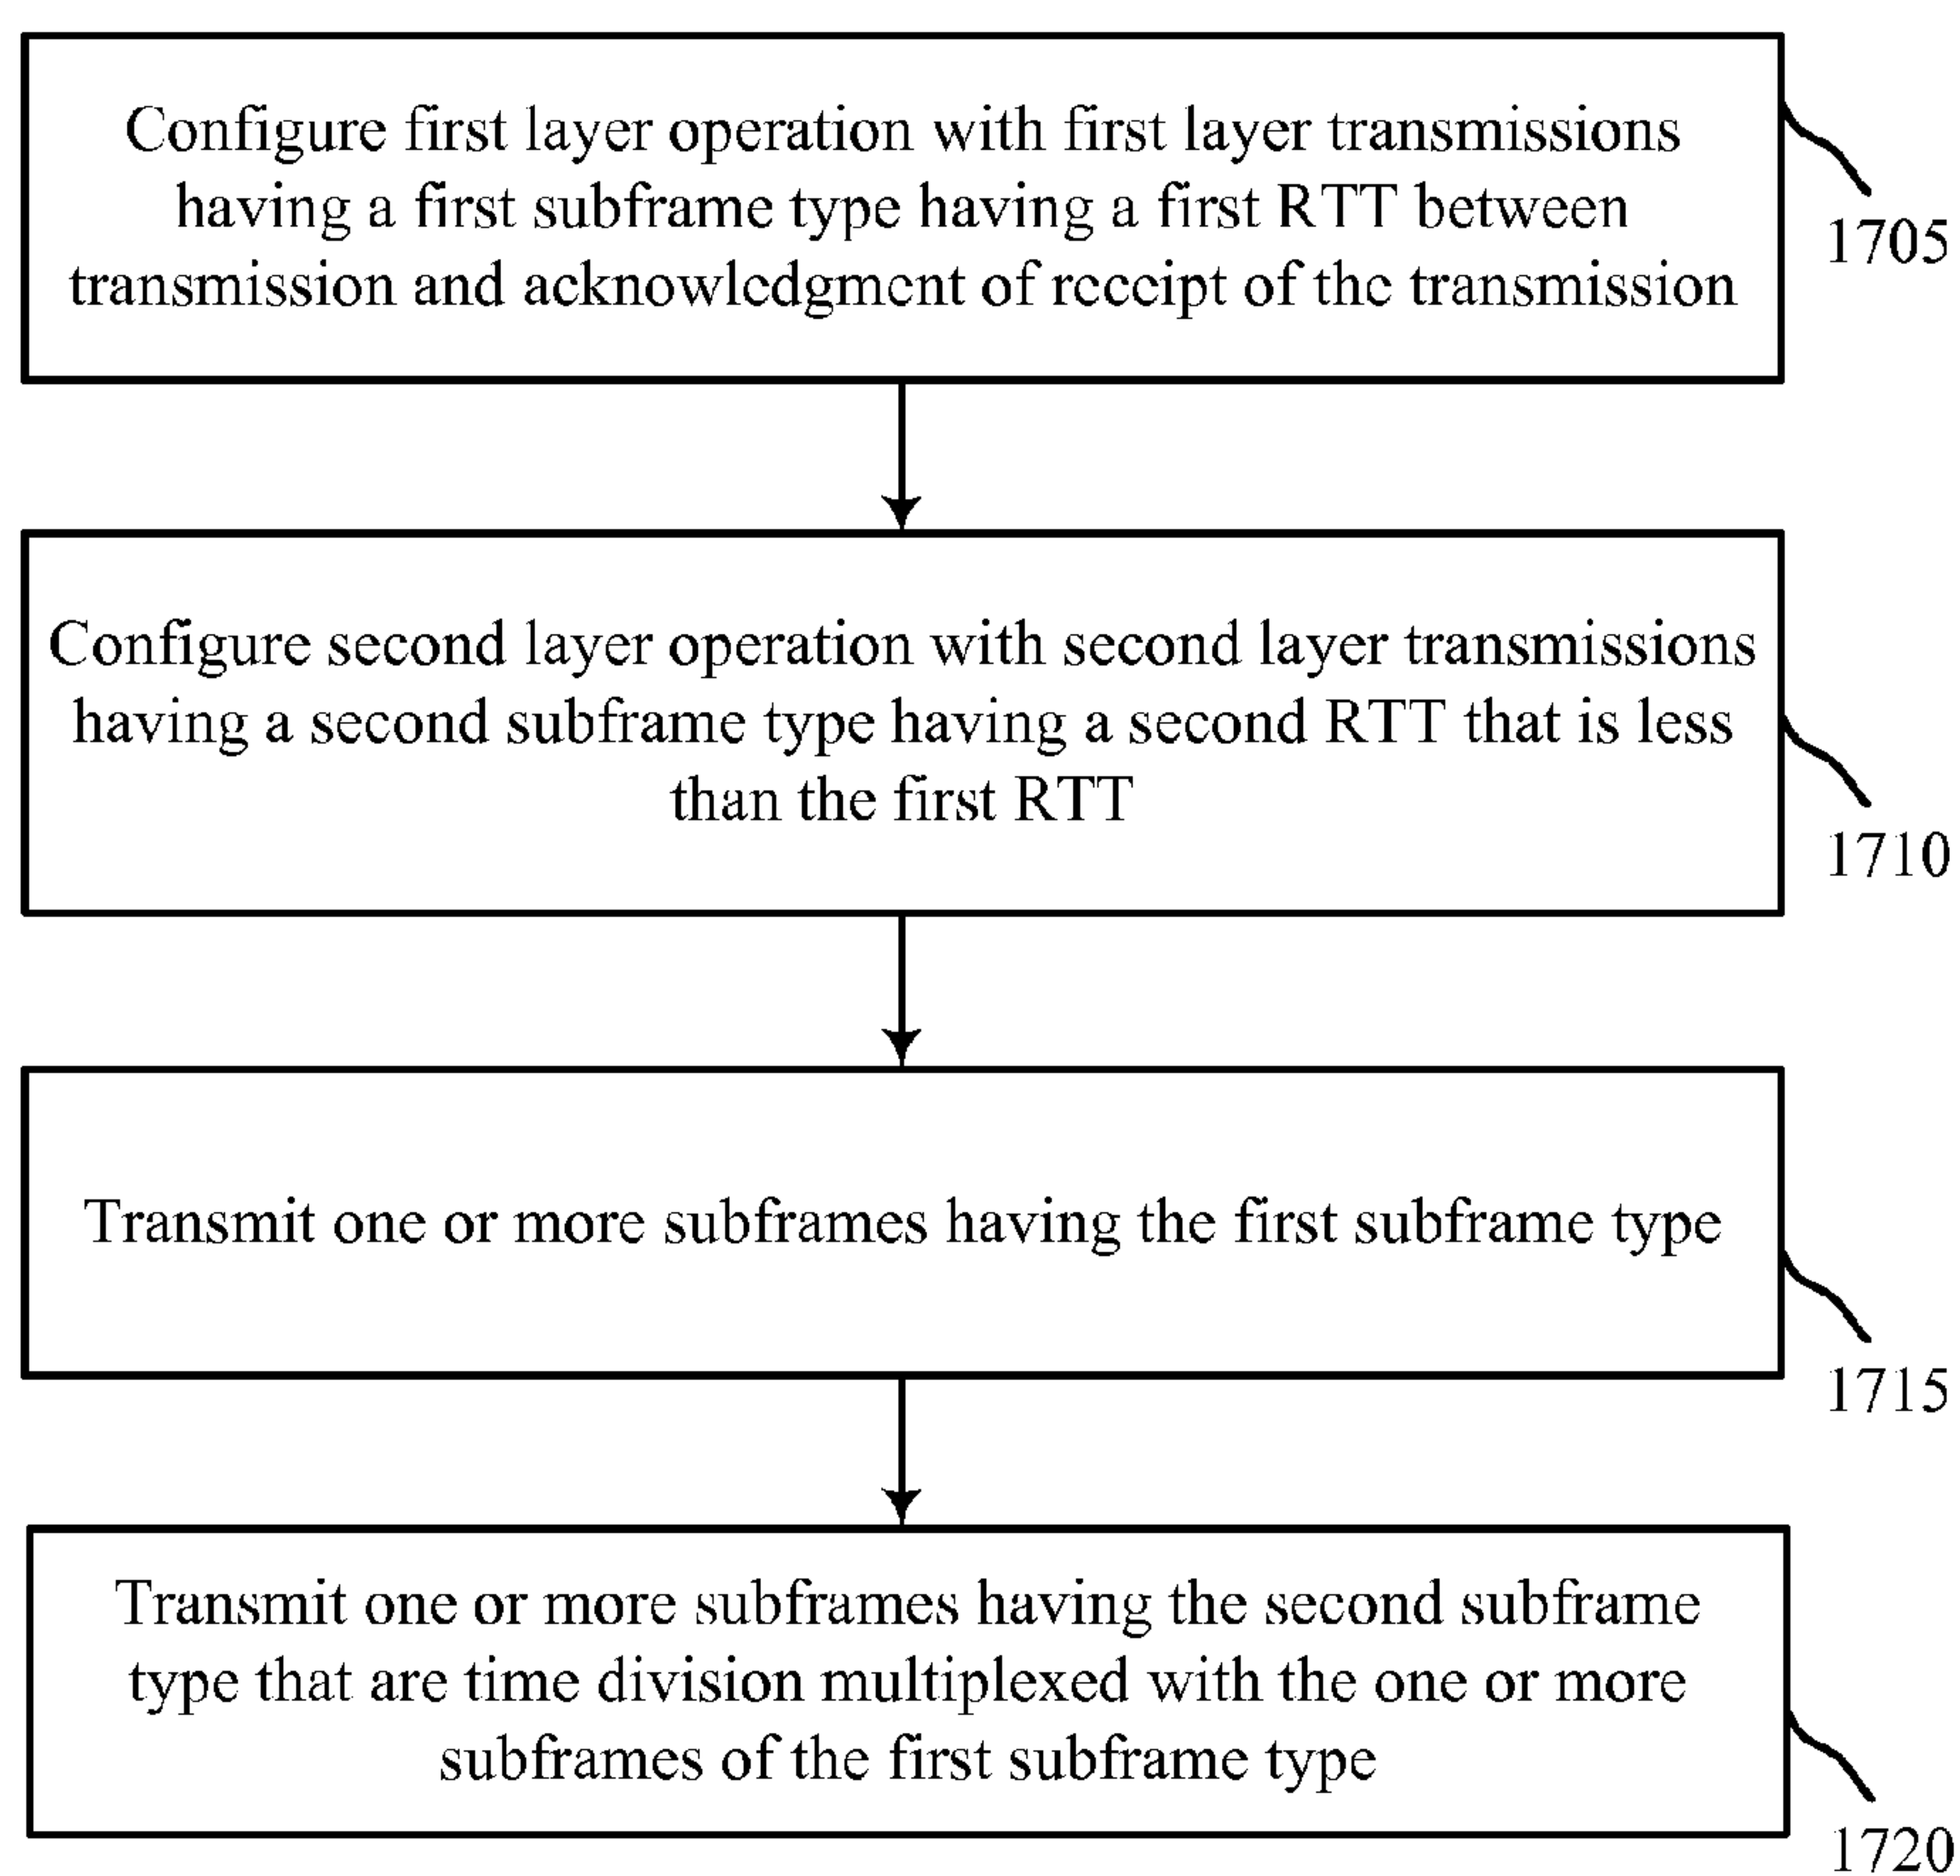 Configure first layer operation with first layer transmissions
having a first subframe type having a first RTT between
transmission and acknowledgment of receipt of the transmission
1705
Configure second layer operation with second layer transmissions
having a second subframe type having a second RTT that is less
than the first RTT
1710
Transmit one or more subframes having the first subframe type
1715
Transmit one or more subframes having the second subframe
type that are time division multiplexed with the one or more
subframes of the first subframe type
1720